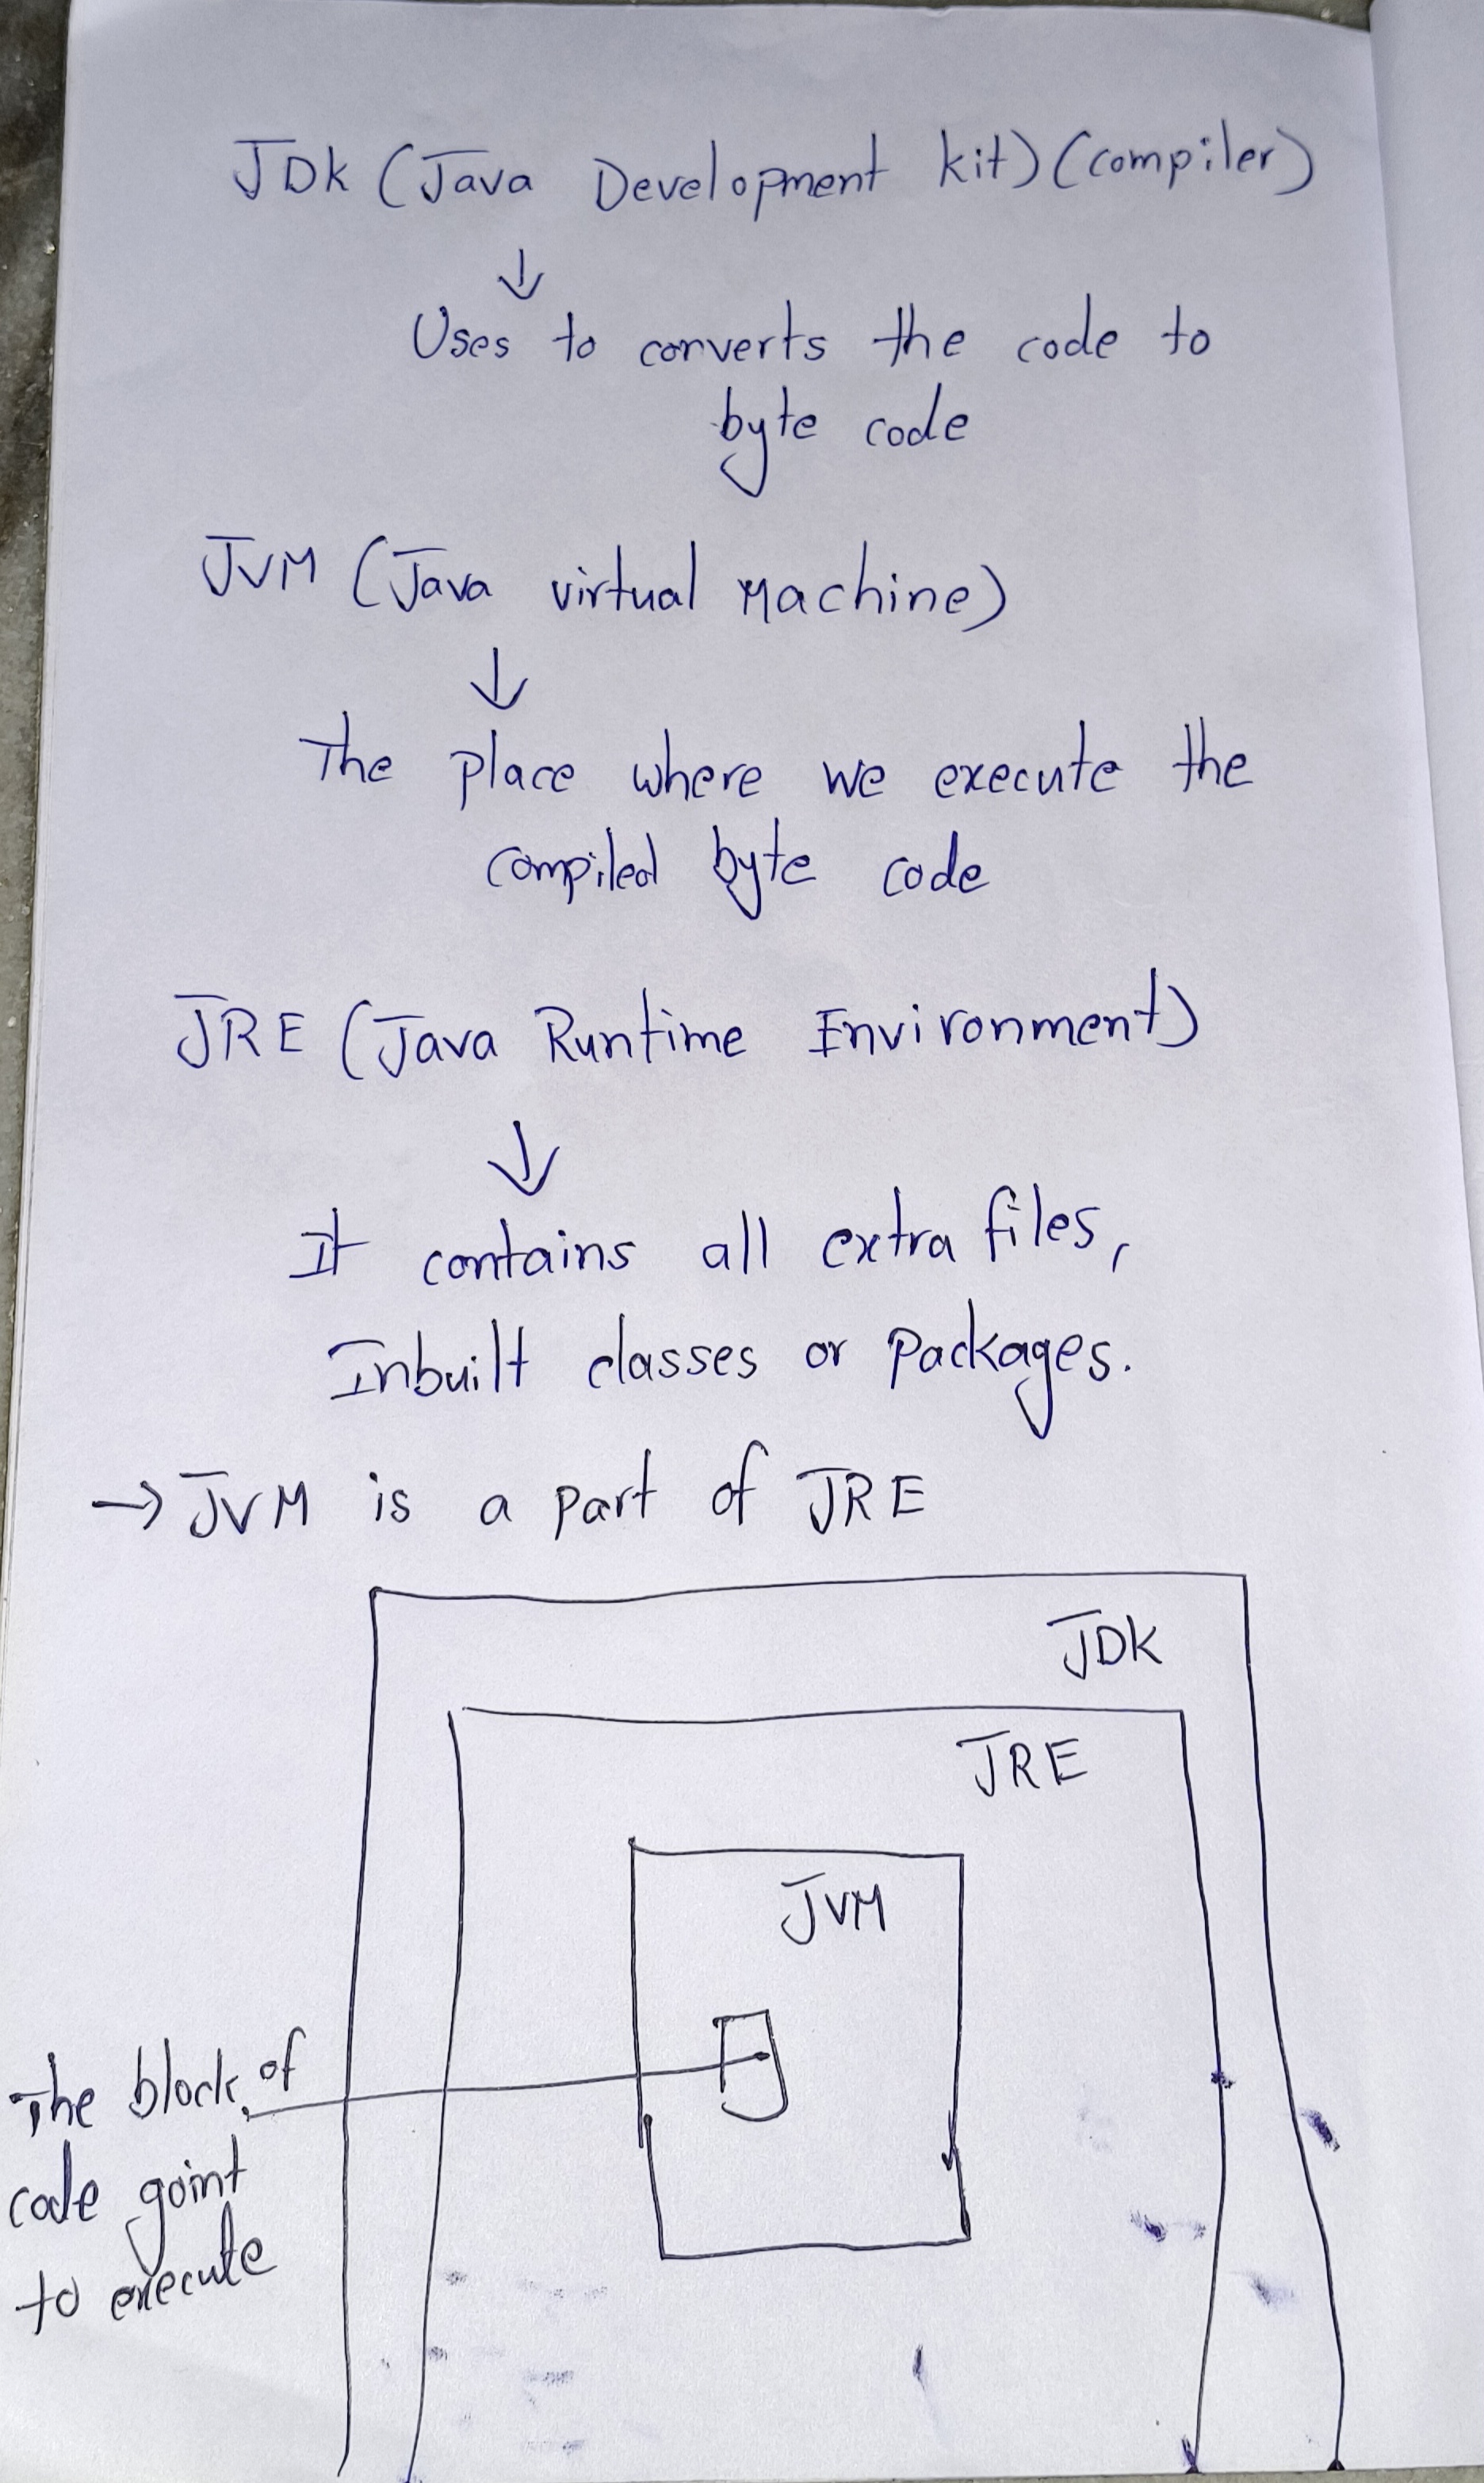 JDK (Java Development kit) (compiler)
↓
Uses to converts the code to
byte code
JVM (Java virtual Machine)
↓
The place where we execute the
compiled byte code
JRE (Java Runtime Environment)
↓
It contains all extra files,
Inbuilt classes or packages.
→ JVM is a part of JRE
JDK
JRE
JVM
The block of
code goint
to execute